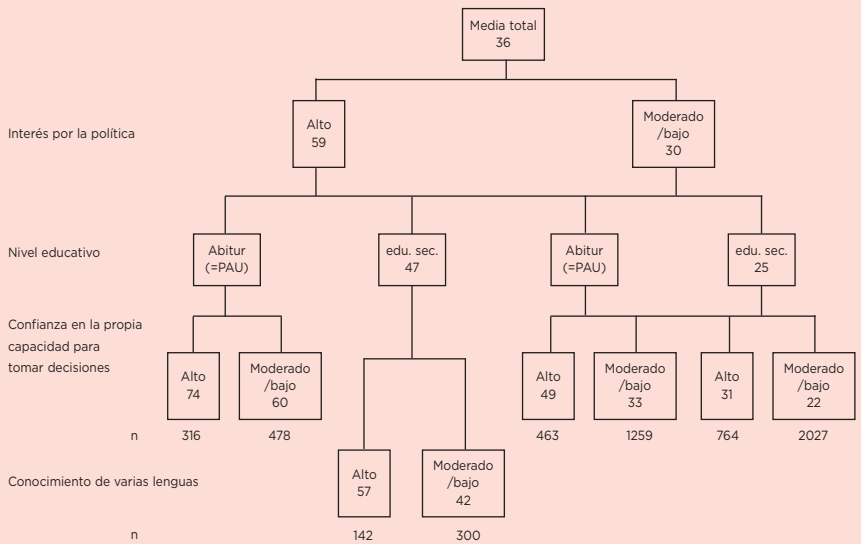 Media total
36
Interés por la política
Alto
59
Moderado
/bajo
30
Nivel educativo
Abitur
(=PAU)
edu. sec.
47
Abitur
(=PAU)
edu. sec.
25
Confianza en la propia
capacidad para
tomar decisiones
Alto
74
Moderado
/bajo
60
Alto
49
Moderado
/bajo
33
Alto
31
Moderado
/bajo
22
n 316 478 463 1259 764 2027
Conocimiento de varias lenguas
Alto
57
Moderado
/bajo
42
n 142 300